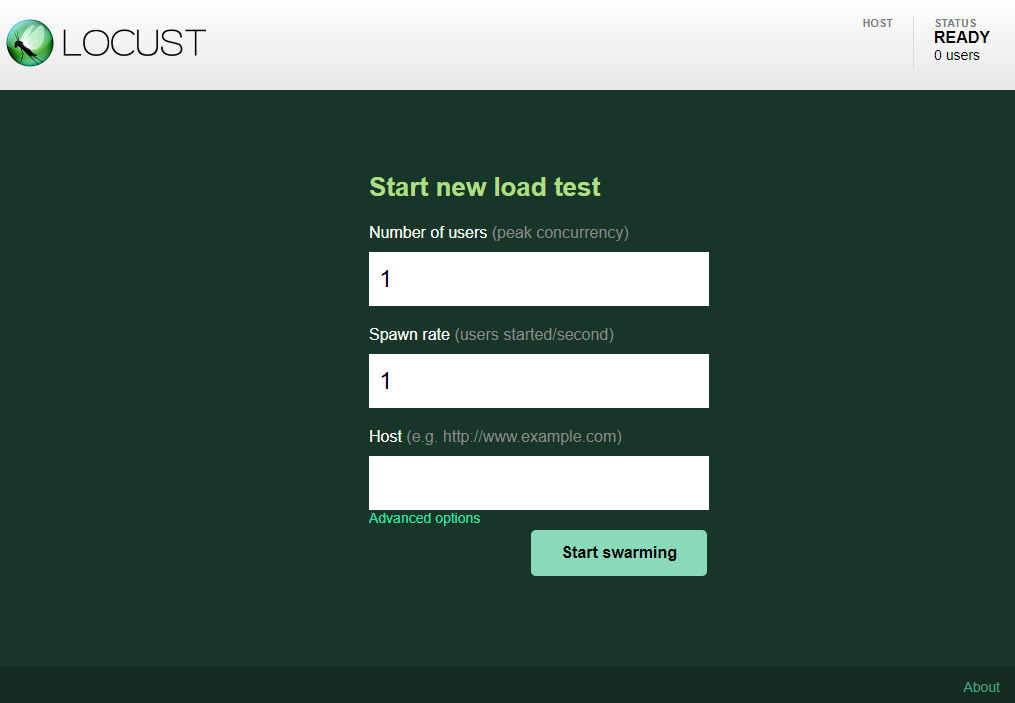 LOCUST
HOST
STATUS
READY
0 users
Start new load test
Number of users (peak concurrency)
1
Spawn rate (users started/second)
1
Host (e.g. http://www.example.com)
Advanced options
Start swarming
About